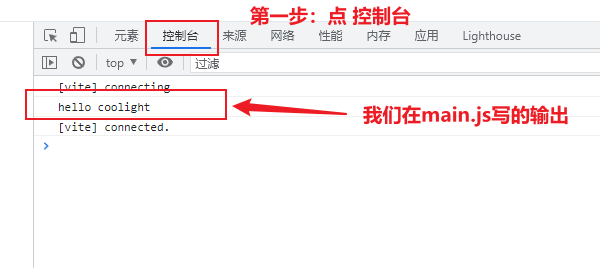 第一步：点 控制台
元素 控制台 来源 网络 性能 内存 应用 Lighthouse
top ▼ 过滤
[vite] connecting
hello coolight
我们在main.js写的输出
[vite] connected.
>